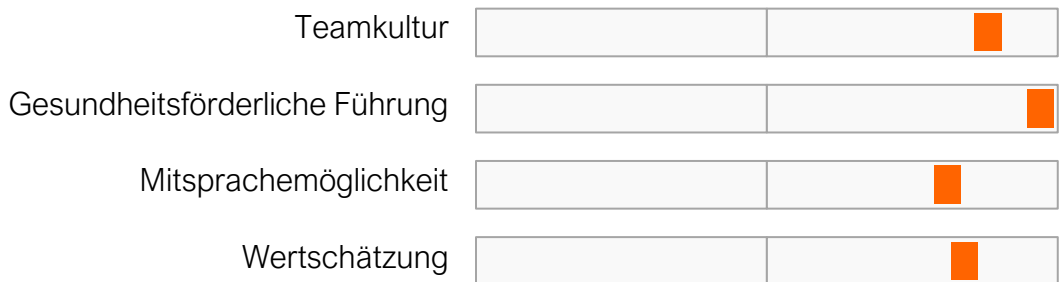 Teamkultur
Gesundheitsförderliche Führung
Mitsprachemöglichkeit
Wertschätzung